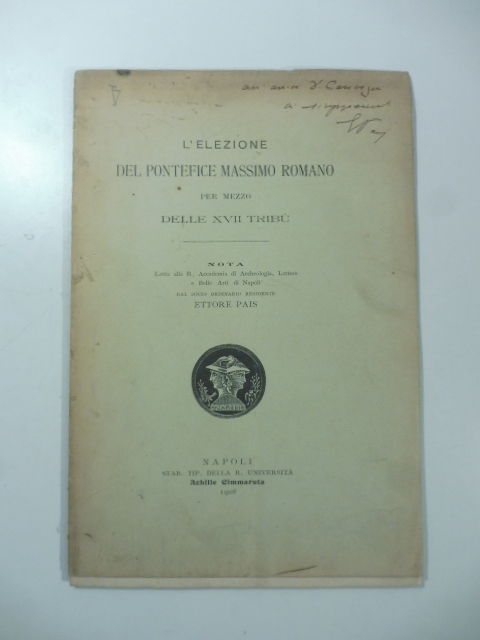 L'ELEZIONE
DEL PONTEFICE MASSIMO ROMANO
PER MEZZO
DELLE XVII TRIBÙ
NOTA
Letta alla R. Accademia di Archeologia, Lettere
e Belle Arti di Napoli
DAL SOCIO ORDINARIO RESIDENTE
ETTORE PAIS
NAPOLI
STAB. TIP. DELLA R. UNIVERSITÀ
Achille Cimmaruta
1908